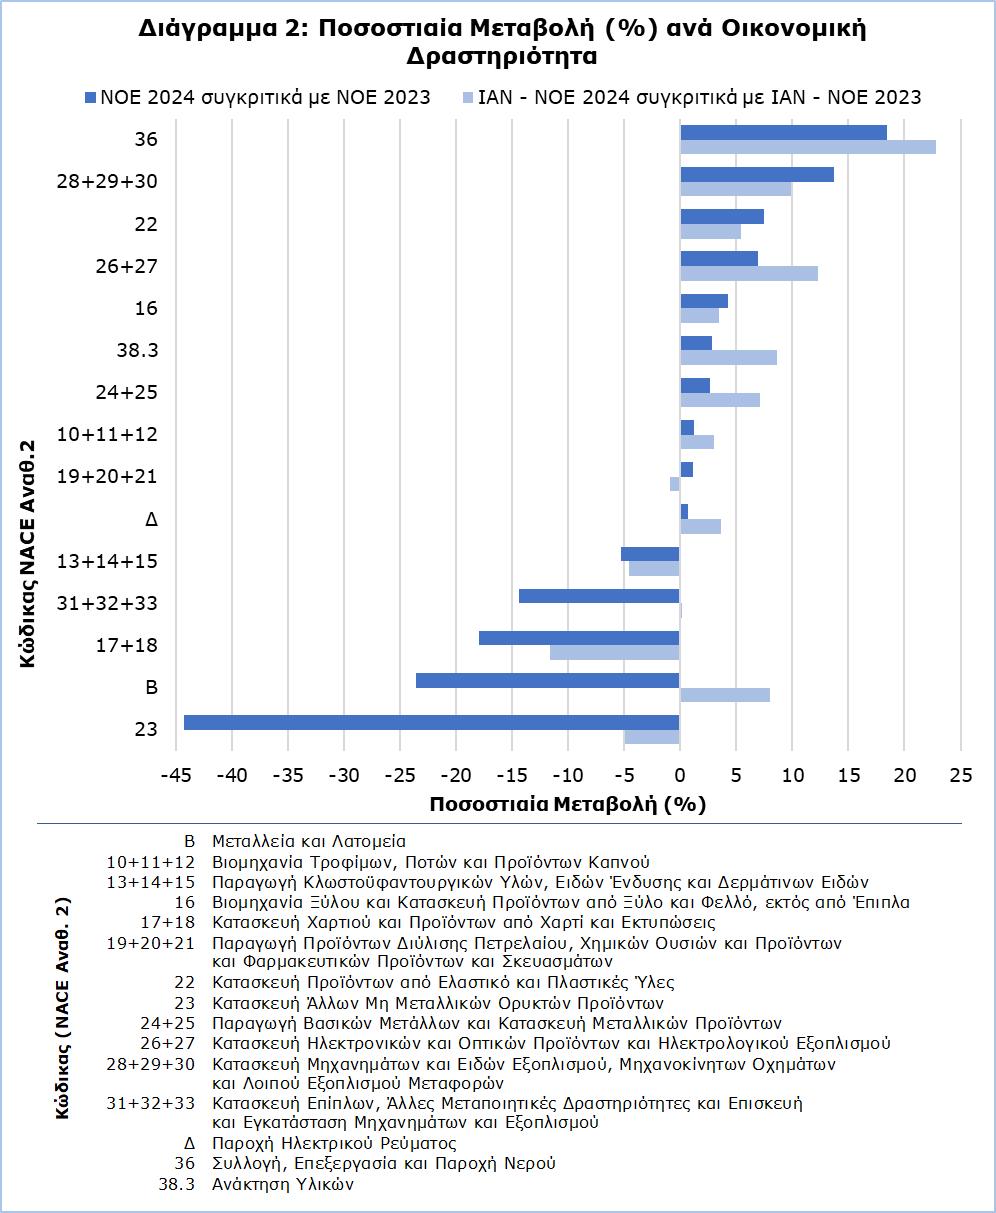 Διάγραμμα 2: Ποσοστιαία Μεταβολή (%) ανά Οικονομική
Δραστηριότητα
ΝΟΕ 2024 συγκριτικά με ΝΟΕ 2023
ΙΑΝ - ΝΟΕ 2024 συγκριτικά με ΙΑΝ - ΝΟΕ 2023
Κώδικας NACE Αναθ.2
36
28+29+30
22
26+27
16
38.3
24+25
10+11+12
19+20+21
Δ
13+14+15
31+32+33
17+18
Β
23
-45 -40 -35 -30 -25 -20 -15 -10 -5 0 5 10 15 20 25
Ποσοστιαία Μεταβολή (%)
Κώδικας (NACE Αναθ. 2)
Β Μεταλλεία και Λατομεία
10+11+12 Βιομηχανία Τροφίμων, Ποτών και Προϊόντων Καπνού
13+14+15 Παραγωγή Κλωστοϋφαντουργικών Υλών, Ειδών Ένδυσης και Δερμάτινων Ειδών
16 Βιομηχανία Ξύλου και Κατασκευή Προϊόντων από Ξύλο και Φελλό, εκτός από Έπιπλα
17+18 Κατασκευή Χαρτιού και Προϊόντων από Χαρτί και Εκτυπώσεις
19+20+21 Παραγωγή Προϊόντων Διύλισης Πετρελαίου, Χημικών Ουσιών και Προϊόντων
και Φαρμακευτικών Προϊόντων και Σκευασμάτων
22 Κατασκευή Προϊόντων από Ελαστικό και Πλαστικές Ύλες
23 Κατασκευή Άλλων Μη Μεταλλικών Ορυκτών Προϊόντων
24+25 Παραγωγή Βασικών Μετάλλων και Κατασκευή Μεταλλικών Προϊόντων
26+27 Κατασκευή Ηλεκτρονικών και Οπτικών Προϊόντων και Ηλεκτρολογικού Εξοπλισμού
28+29+30 Κατασκευή Μηχανημάτων και Ειδών Εξοπλισμού, Μηχανοκίνητων Οχημάτων
και Λοιπού Εξοπλισμού Μεταφορών
31+32+33 Κατασκευή Επίπλων, Άλλες Μεταποιητικές Δραστηριότητες και Επισκευή
και Εγκατάσταση Μηχανημάτων και Εξοπλισμού
Δ Παροχή Ηλεκτρικού Ρεύματος
36 Συλλογή, Επεξεργασία και Παροχή Νερού
38.3 Ανάκτηση Υλικών